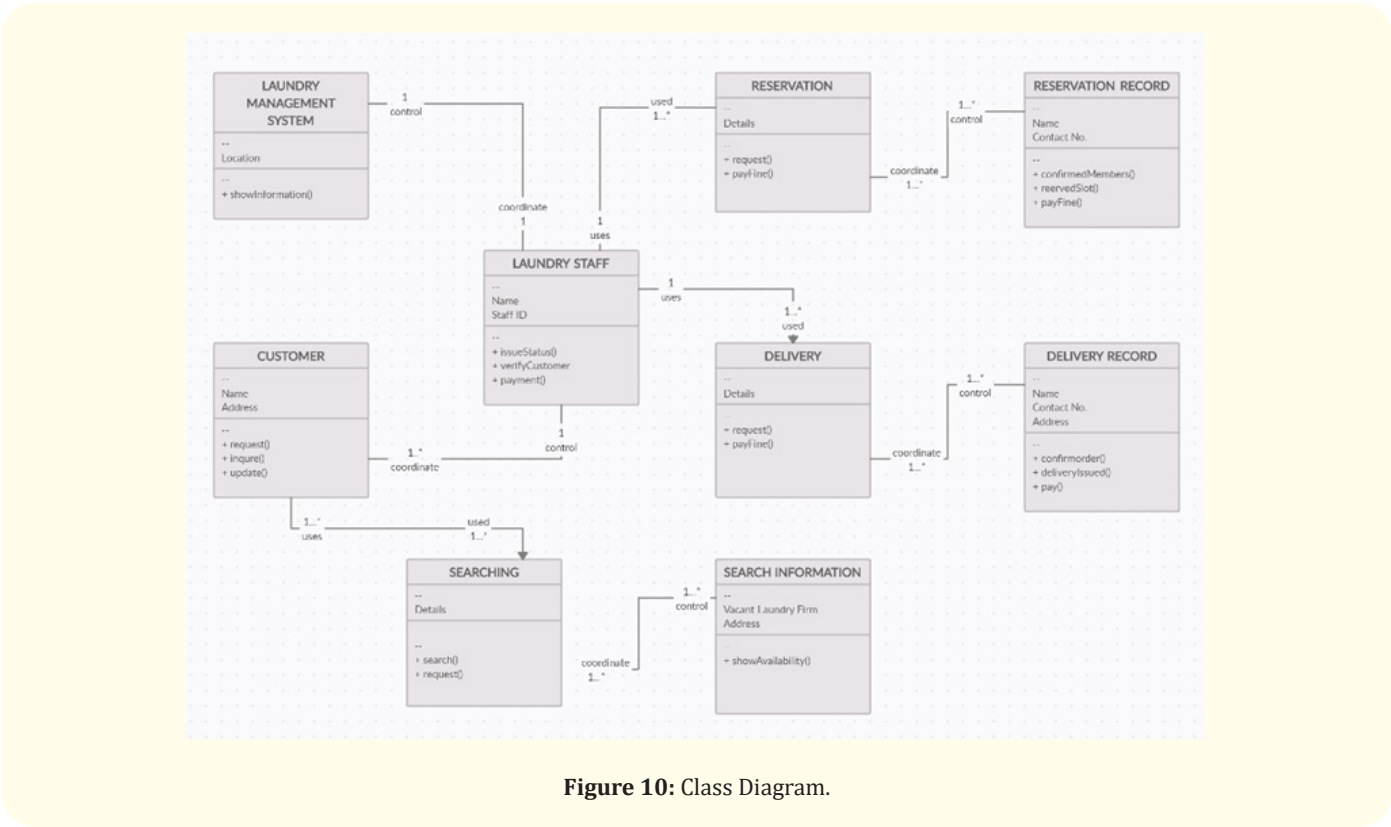 LAUNDRY
MANAGEMENT
SYSTEM
--
Location
--
+ showInformation()
1
control
coordinate
1
used
1...*
1
uses
RESERVATION
--
Details
--
+ request()
+ payFine()
coordinate
1...*
1...*
control
RESERVATION RECORD
--
Name
Contact No.
--
+ confirmedMembers()
+ reervedSlot()
+ payFine()
LAUNDRY STAFF
--
Name
Staff ID
--
+ issueStatus()
+ verifyCustomer
+ payment()
1
uses
1...*
used
1
control
CUSTOMER
--
Name
Address
--
+ request()
+ inqure()
+ update()
1..*
coordinate
1...*
uses
used
1...*
DELIVERY
--
Details
--
+ request()
+ payFine()
coordinate
1...*
1...*
control
DELIVERY RECORD
--
Name
Contact No.
Address
--
+ confirmorder()
+ deliveryIssued()
+ pay()
SEARCHING
--
Details
--
+ search()
+ request()
coordinate
1...*
1...*
control
SEARCH INFORMATION
--
Vacant Laundry Firm
Address
--
+ showAvailability()
Figure 10: Class Diagram.